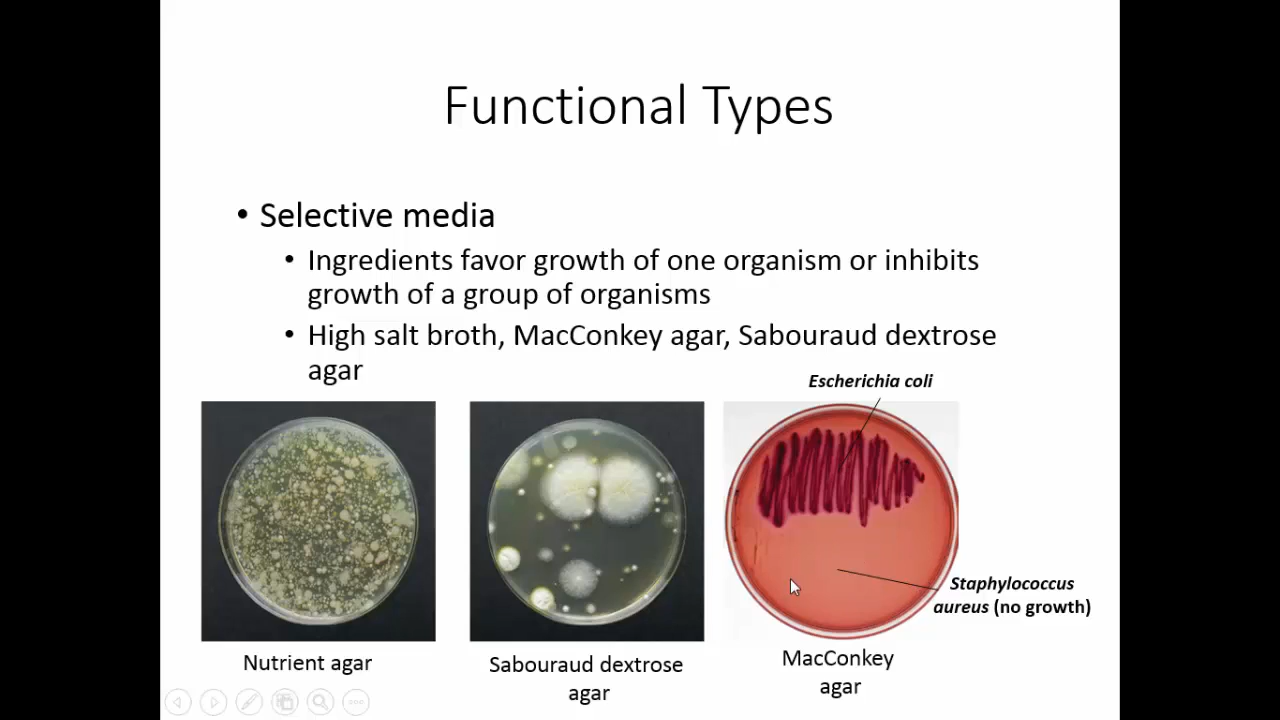 Functional Types
• Selective media
• Ingredients favor growth of one organism or inhibits
growth of a group of organisms
• High salt broth, MacConkey agar, Sabouraud dextrose
agar
Escherichia coli
Staphylococcus
aureus (no growth)
Nutrient agar
Sabouraud dextrose
agar
MacConkey
agar